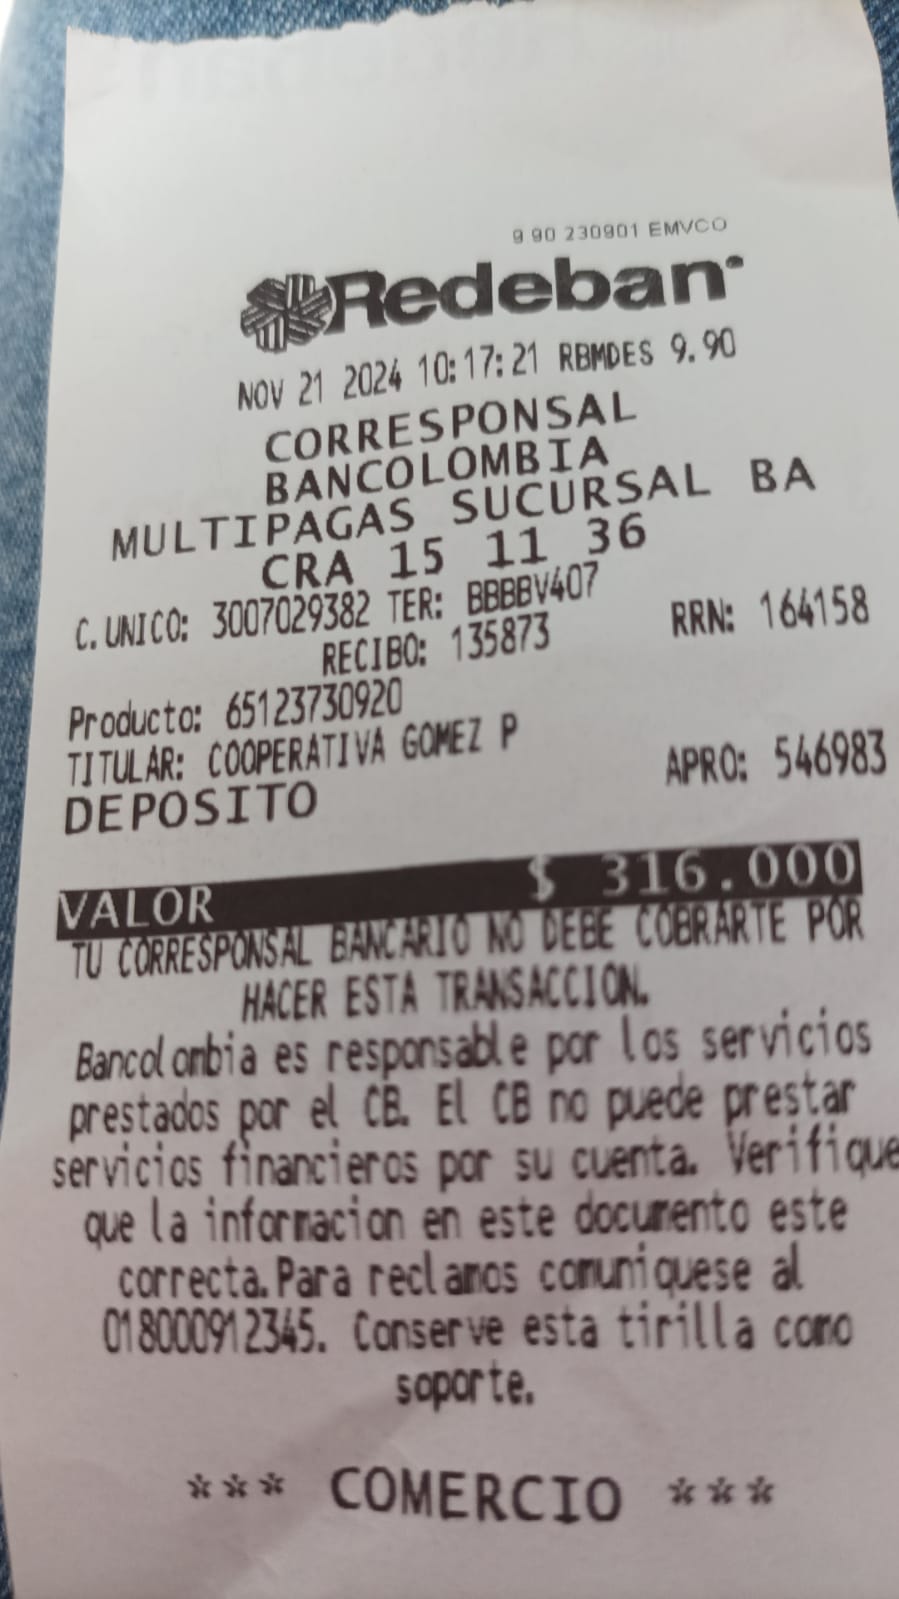 9 90 230901 EMVCO
Redeban
NOV 21 2024 10:17:21 RBMDES 9.90
CORRESPONSAL
BANCOLOMBIA
MULTIPAGAS SUCURSAL BA
CRA 15 11 36
C. UNICO: 3007029382 TER: BBBBV407
RECIBO: 135873 RRN: 164158
Producto: 65123730920
TITULAR: COOPERATIVA GOMEZ P
DEPOSITO APRO: 546983
VALOR $ 316.000
TU CORRESPONSAL BANCARIO NO DEBE COBRARTE POR
HACER ESTA TRANSACCION.
Bancolombia es responsable por los servicios
prestados por el CB. El CB no puede prestar
servicios financieros por su cuenta. Verifique
que la informacion en este documento este
correcta. Para reclamos comuniquese al
018000912345. Conserve esta tirilla como
soporte.
*** COMERCIO ***